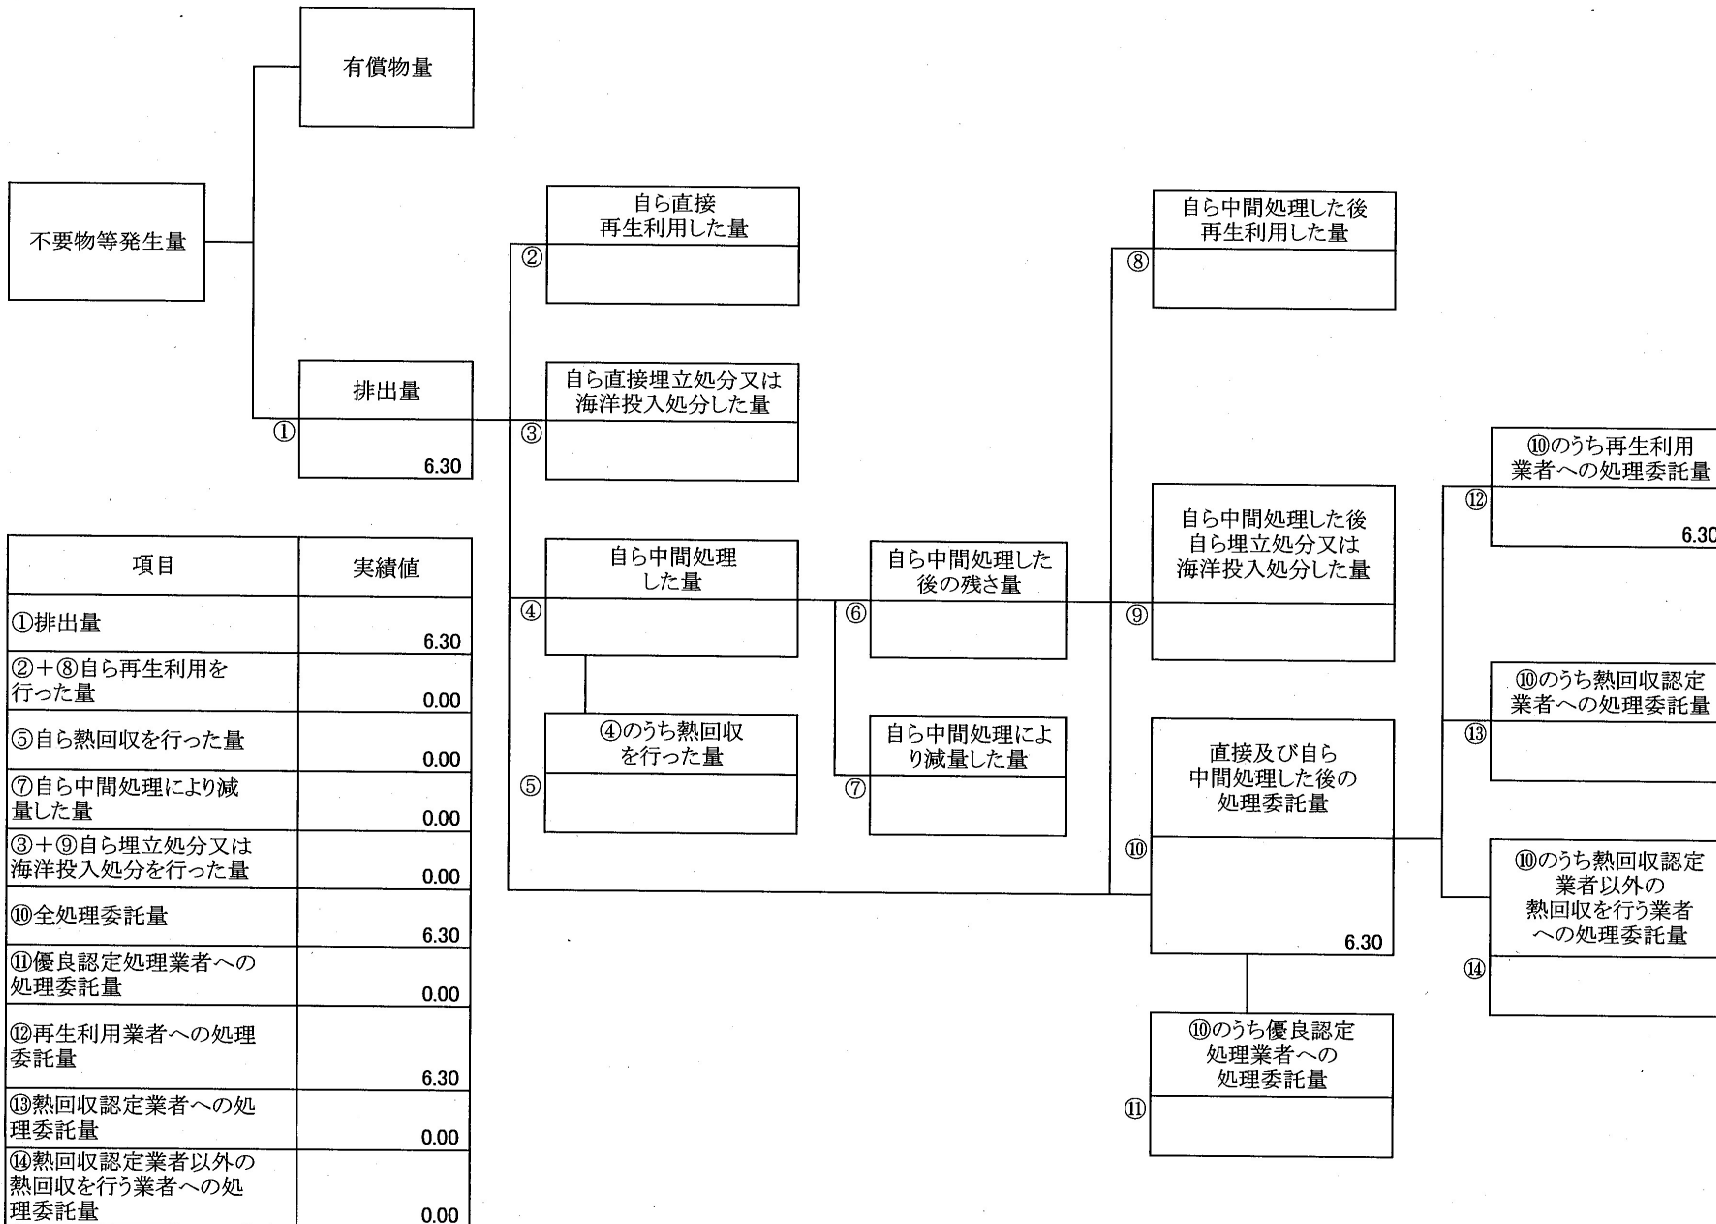 有償物量
不要物等発生量
排出量
①
6.30
自ら直接
再生利用した量
②
自ら直接埋立処分又は
海洋投入処分した量
③
自ら中間処理
した量
④
④のうち熱回収
を行った量
⑤
自ら中間処理した
後の残さ量
⑥
自ら中間処理によ
り減量した量
⑦
自ら中間処理した後
再生利用した量
⑧
自ら中間処理した後
自ら埋立処分又は
海洋投入処分した量
⑨
直接及び自ら
中間処理した後の
処理委託量
⑩
6.30
⑩のうち優良認定
処理業者への
処理委託量
⑪
⑩のうち再生利用
業者への処理委託量
⑫
6.30
⑩のうち熱回収認定
業者への処理委託量
⑬
⑩のうち熱回収認定
業者以外の
熱回収を行う業者
への処理委託量
⑭
項目 実績値
①排出量
6.30
②＋⑧自ら再生利用を
行った量 0.00
⑤自ら熱回収を行った量
0.00
⑦自ら中間処理により減
量した量 0.00
③＋⑨自ら埋立処分又は
海洋投入処分を行った量 0.00
⑩全処理委託量
6.30
⑪優良認定処理業者への
処理委託量 0.00
⑫再生利用業者への処理
委託量
6.30
⑬熱回収認定業者への処
理委託量 0.00
⑭熱回収認定業者以外の
熱回収を行う業者への処
理委託量 0.00